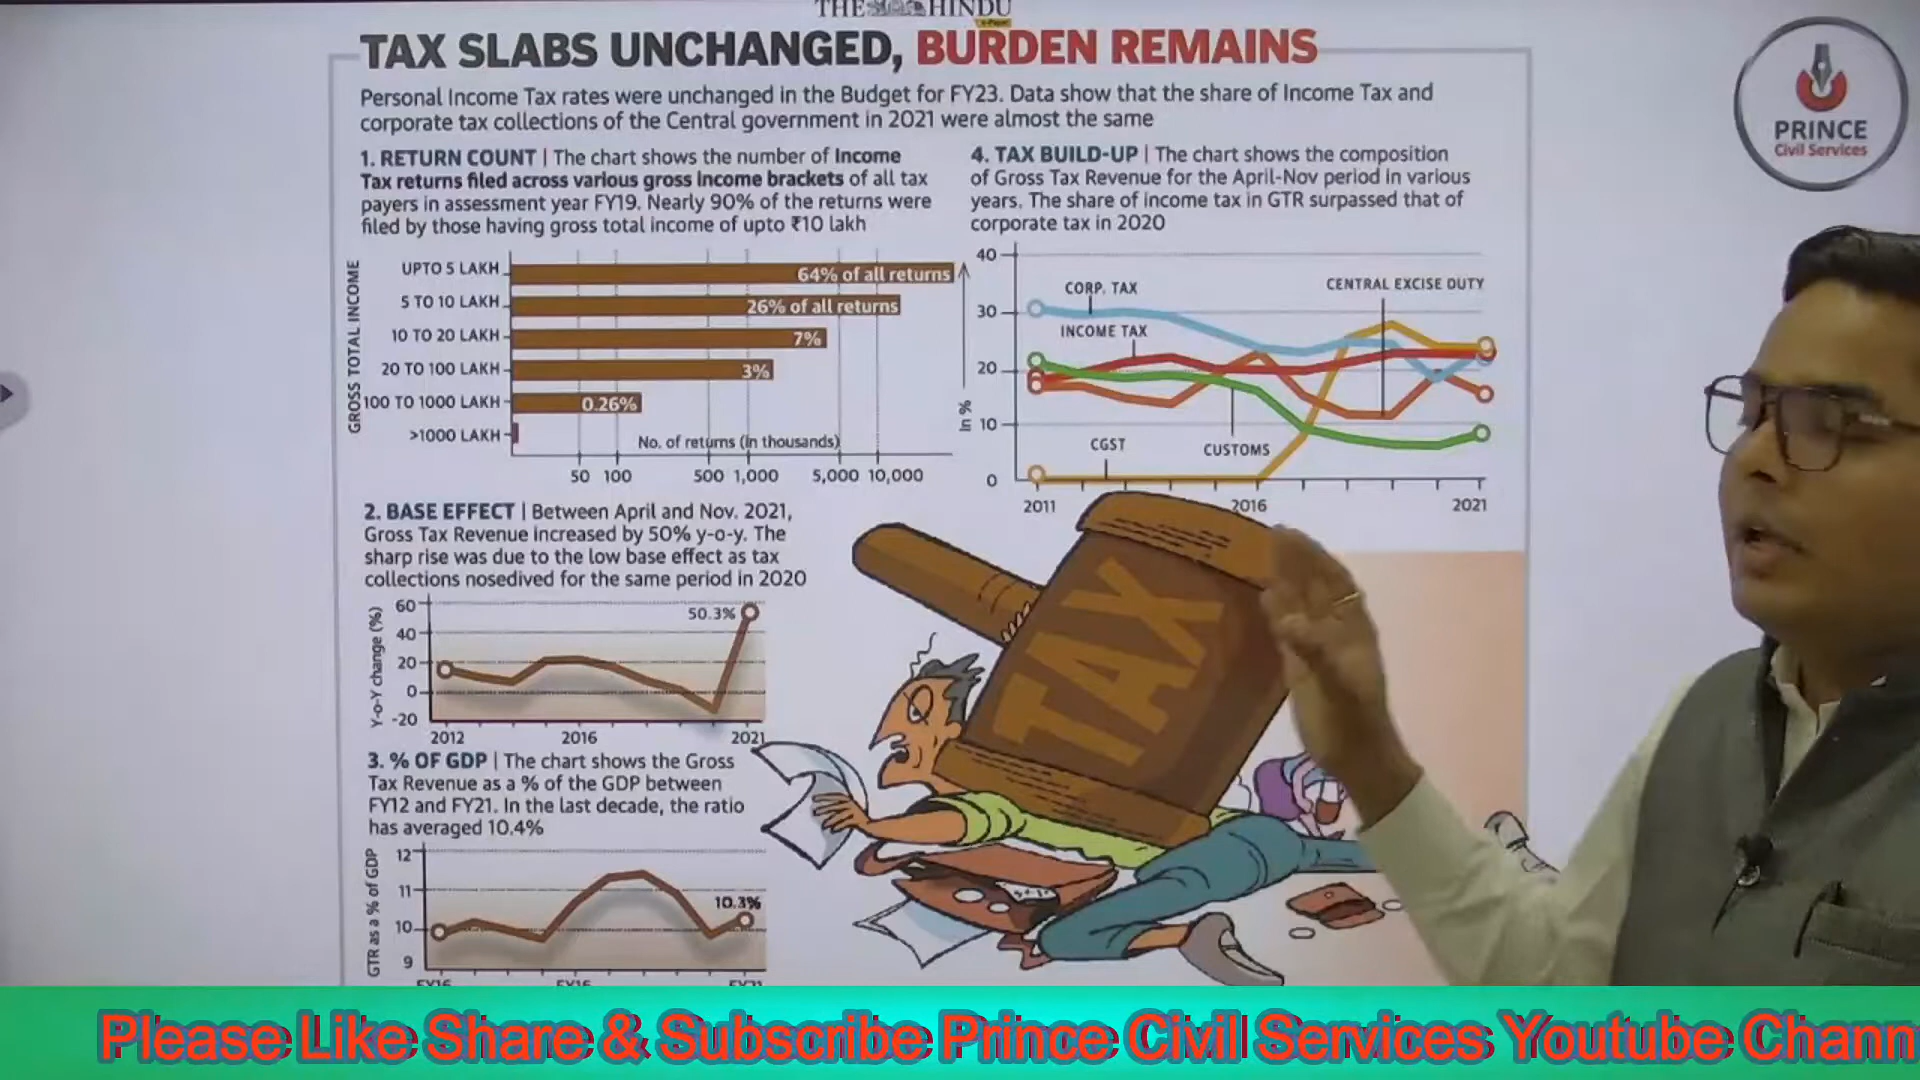 THE HINDU
e-Paper
TAX SLABS UNCHANGED, BURDEN REMAINS
Personal Income Tax rates were unchanged in the Budget for FY23. Data show that the share of Income Tax and
corporate tax collections of the Central government in 2021 were almost the same
1. RETURN COUNT | The chart shows the number of Income
Tax returns filed across various gross income brackets of all tax
payers in assessment year FY19. Nearly 90% of the returns were
filed by those having gross total income of upto ₹10 lakh
GROSS TOTAL INCOME
UPTO 5 LAKH
64% of all returns
5 TO 10 LAKH
26% of all returns
10 TO 20 LAKH
7%
20 TO 100 LAKH
3%
100 TO 1000 LAKH
0.26%
>1000 LAKH
No. of returns (in thousands)
50 100 500 1,000 5,000 10,000
2. BASE EFFECT | Between April and Nov. 2021,
Gross Tax Revenue increased by 50% y-o-y. The
sharp rise was due to the low base effect as tax
collections nosedived for the same period in 2020
Y-o-Y change (%)
60
40
20
0
-20
50.3%
2012 2016 2021
3. % OF GDP | The chart shows the Gross
Tax Revenue as a % of the GDP between
FY12 and FY21. In the last decade, the ratio
has averaged 10.4%
GTR as a % of GDP
12
11
10
9
10.3%
4. TAX BUILD-UP | The chart shows the composition
of Gross Tax Revenue for the April-Nov period in various
years. The share of income tax in GTR surpassed that of
corporate tax in 2020
In %
40
30
20
10
0
CORP. TAX
INCOME TAX
CENTRAL EXCISE DUTY
CGST
CUSTOMS
2011 2016 2021
TAX
PRINCE
Civil Services
Please Like Share & Subscribe Prince Civil Services Youtube Chann